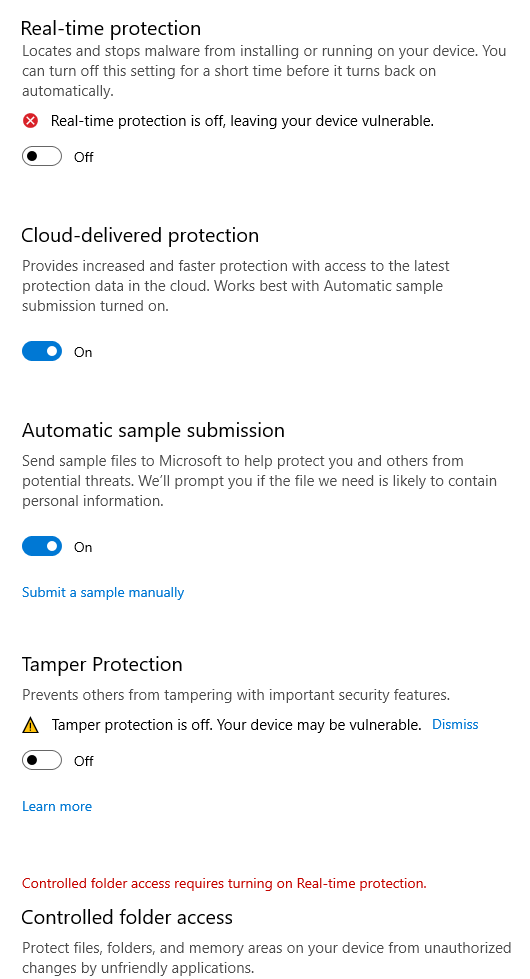 Real-time protection
Locates and stops malware from installing or running on your device. You
can turn off this setting for a short time before it turns back on
automatically.
Real-time protection is off, leaving your device vulnerable.
Off
Cloud-delivered protection
Provides increased and faster protection with access to the latest
protection data in the cloud. Works best with Automatic sample
submission turned on.
On
Automatic sample submission
Send sample files to Microsoft to help protect you and others from
potential threats. We'll prompt you if the file we need is likely to contain
personal information.
On
Submit a sample manually
Tamper Protection
Prevents others from tampering with important security features.
Tamper protection is off. Your device may be vulnerable. Dismiss
Off
Learn more
Controlled folder access requires turning on Real-time protection.
Controlled folder access
Protect files, folders, and memory areas on your device from unauthorized
changes by unfriendly applications.